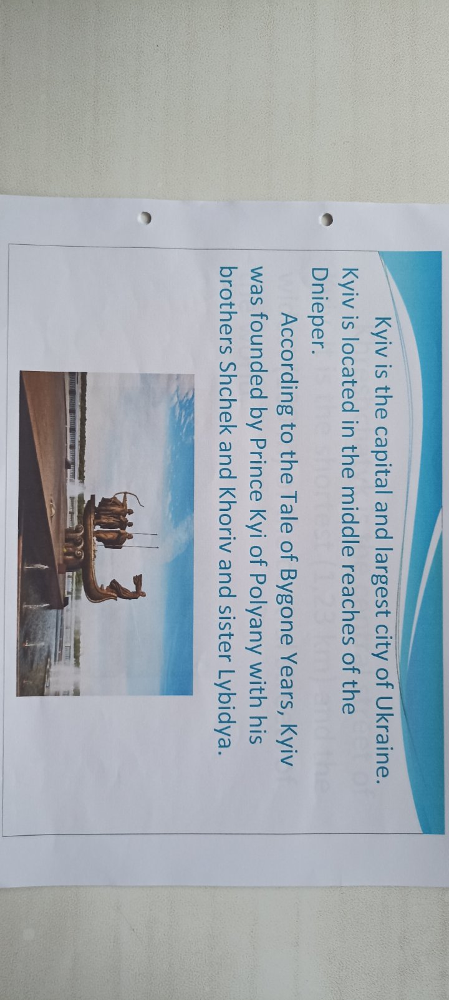 Kyiv is the capital and largest city of Ukraine.
Kyiv is located in the middle reaches of the
Dnieper.
According to the Tale of Bygone Years, Kyiv
was founded by Prince Kyi of Polyany with his
brothers Shchek and Khoriv and sister Lybidya.